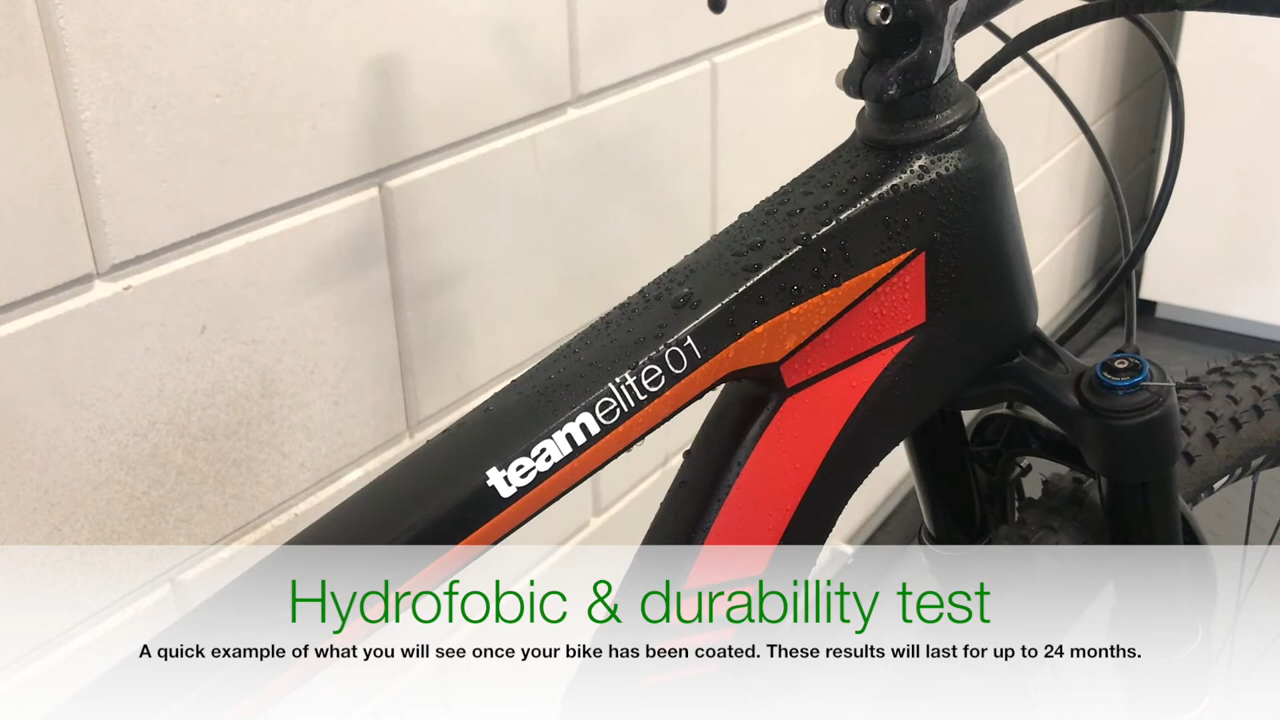 teamelite 01
Hydrofobic & durabillity test
A quick example of what you will see once your bike has been coated. These results will last for up to 24 months.